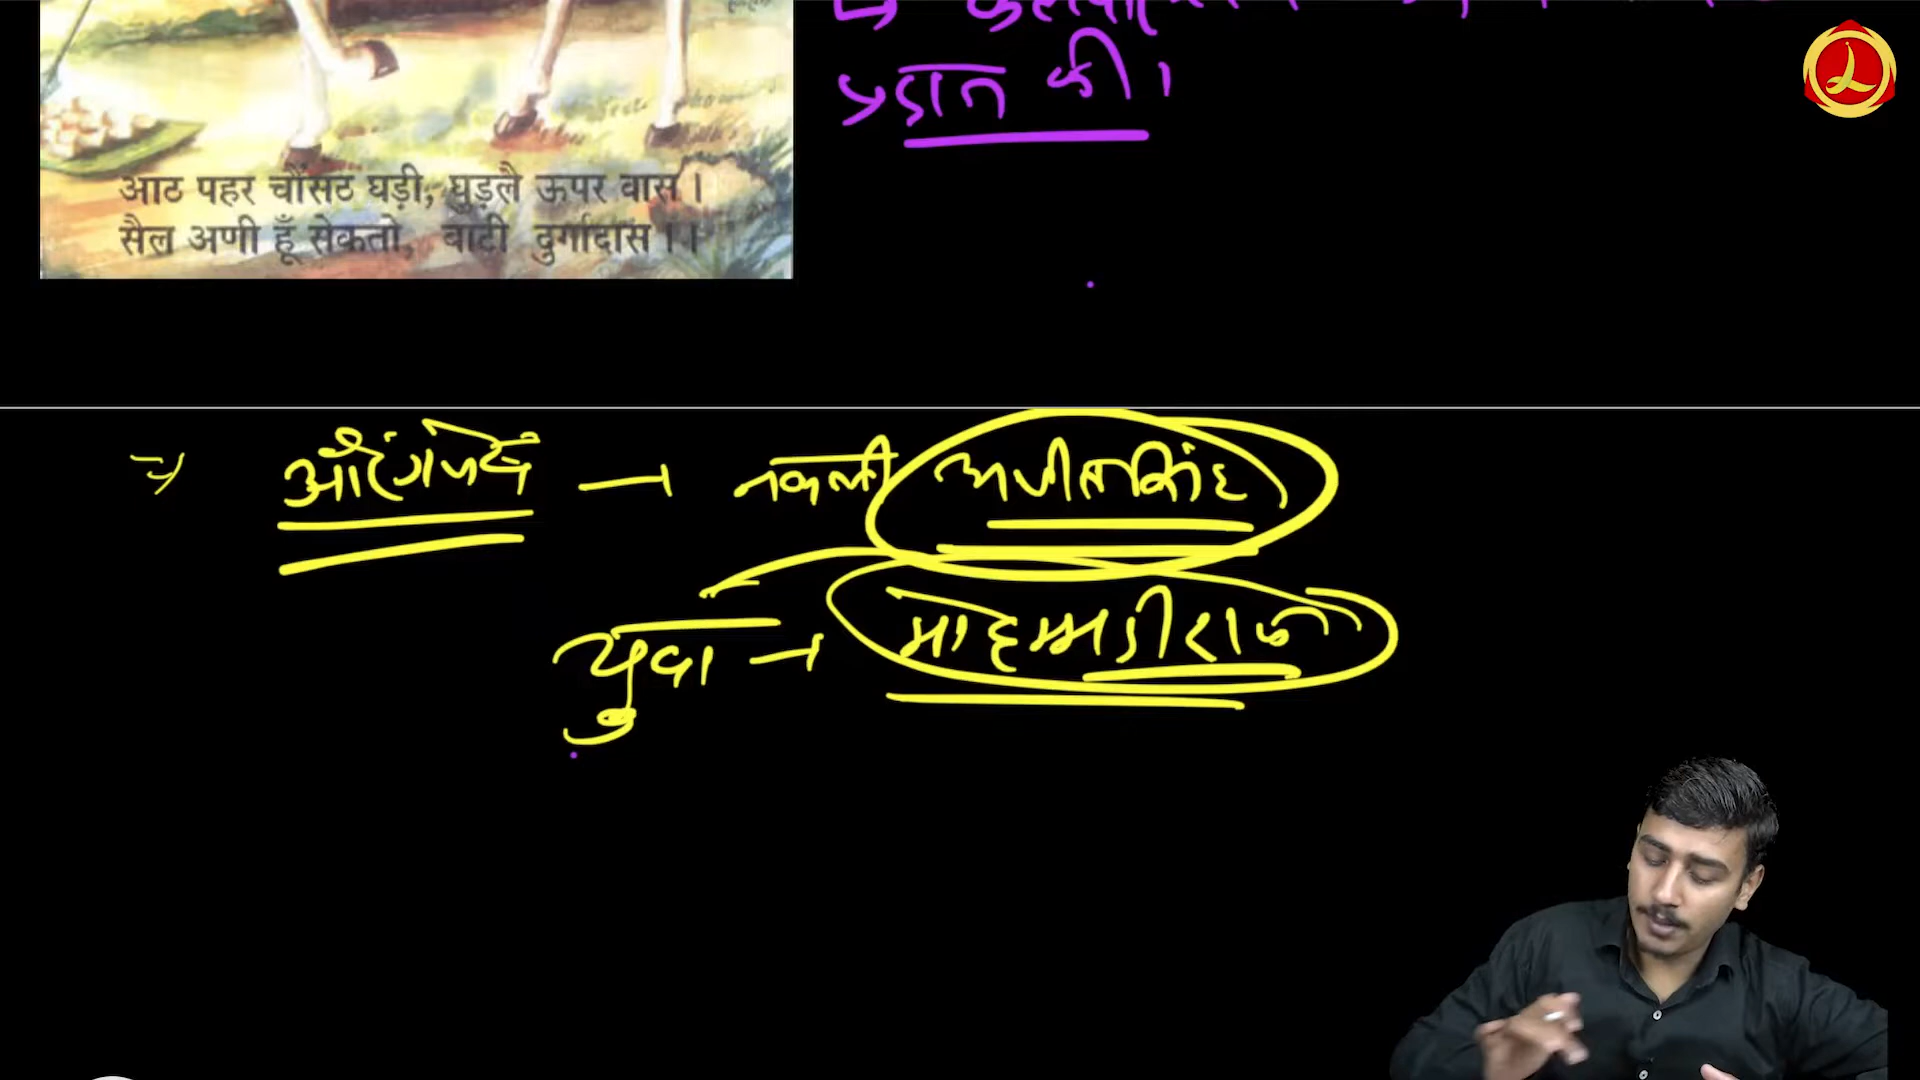 प्रदान की।
आठ पहर चौंसठ घड़ी, घुड़लै ऊपर वास।
सैल अणी हूँ सेकतो, बाटी दुर्गादास।।
औरंगजेब → नकली अजीतसिंह
युवा → मोहम्मदीराज